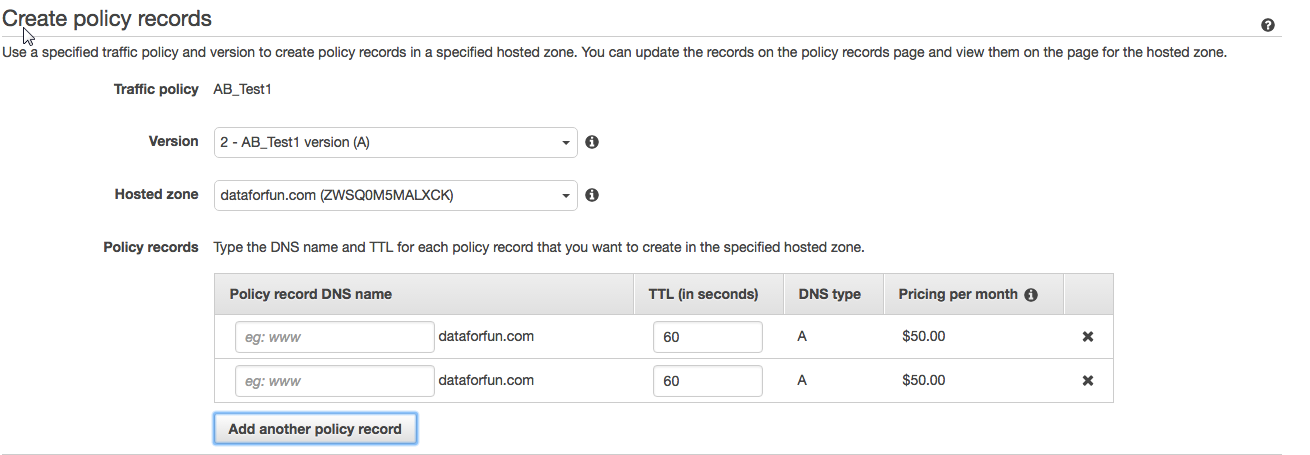 Create policy records
Use a specified traffic policy and version to create policy records in a specified hosted zone. You can update the records on the policy records page and view them on the page for the hosted zone.
Traffic policy AB_Test1
Version 2 - AB_Test1 version (A)
Hosted zone dataforfun.com (ZWSQ0M5MALXCK)
Policy records Type the DNS name and TTL for each policy record that you want to create in the specified hosted zone.
Policy record DNS name TTL (in seconds) DNS type Pricing per month
eg: www dataforfun.com 60 A $50.00
eg: www dataforfun.com 60 A $50.00
Add another policy record